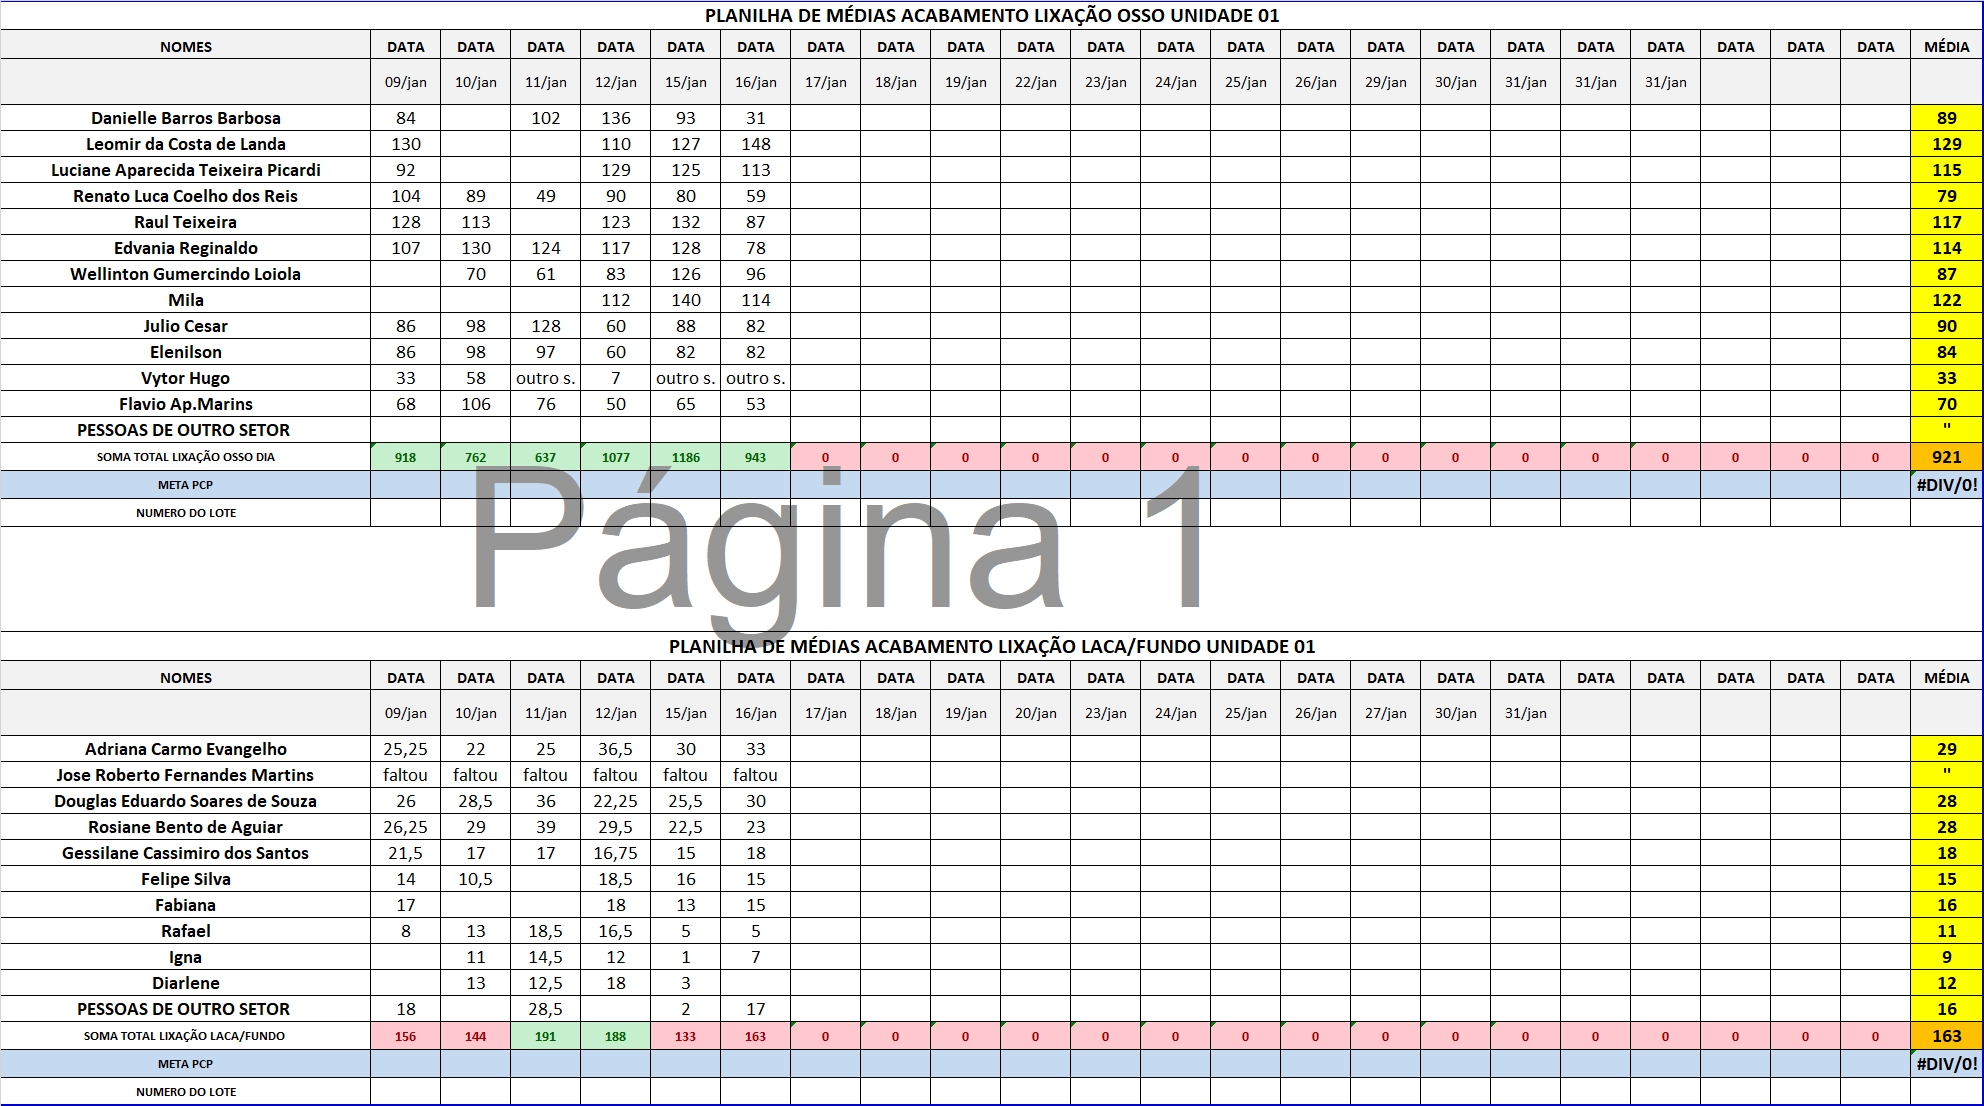 PLANILHA DE MÉDIAS ACABAMENTO LIXAÇÃO OSSO UNIDADE 01
NOMES DATA DATA DATA DATA DATA DATA DATA DATA DATA DATA DATA DATA DATA DATA DATA DATA DATA DATA DATA DATA DATA DATA MÉDIA
09/jan 10/jan 11/jan 12/jan 15/jan 16/jan 17/jan 18/jan 19/jan 22/jan 23/jan 24/jan 25/jan 26/jan 29/jan 30/jan 31/jan 31/jan 31/jan
Danielle Barros Barbosa 84 102 136 93 31 89
Leomir da Costa de Landa 130 110 127 148 129
Luciane Aparecida Teixeira Picardi 92 129 125 113 115
Renato Luca Coelho dos Reis 104 89 49 90 80 59 79
Raul Teixeira 128 113 123 132 87 117
Edvania Reginaldo 107 130 124 117 128 78 114
Wellinton Gumercindo Loiola 70 61 83 126 96 87
Mila 112 140 114 122
Julio Cesar 86 98 128 60 88 82 90
Elenilson 86 98 97 60 82 82 84
Vytor Hugo 33 58 outro s. 7 outro s. outro s. 33
Flavio Ap.Marins 68 106 76 50 65 53 70
PESSOAS DE OUTRO SETOR "
SOMA TOTAL LIXAÇÃO OSSO DIA 918 762 637 1077 1186 943 0 0 0 0 0 0 0 0 0 0 0 0 0 0 0 0 921
META PCP #DIV/0!
NUMERO DO LOTE
Página 1
PLANILHA DE MÉDIAS ACABAMENTO LIXAÇÃO LACA/FUNDO UNIDADE 01
NOMES DATA DATA DATA DATA DATA DATA DATA DATA DATA DATA DATA DATA DATA DATA DATA DATA DATA DATA DATA DATA DATA DATA MÉDIA
09/jan 10/jan 11/jan 12/jan 15/jan 16/jan 17/jan 18/jan 19/jan 20/jan 23/jan 24/jan 25/jan 26/jan 27/jan 30/jan 31/jan
Adriana Carmo Evangelho 25,25 22 25 36,5 30 33 29
Jose Roberto Fernandes Martins faltou faltou faltou faltou faltou faltou "
Douglas Eduardo Soares de Souza 26 28,5 36 22,25 25,5 30 28
Rosiane Bento de Aguiar 26,25 29 39 29,5 22,5 23 28
Gessilane Cassimiro dos Santos 21,5 17 17 16,75 15 18 18
Felipe Silva 14 10,5 18,5 16 15 15
Fabiana 17 18 13 15 16
Rafael 8 13 18,5 16,5 5 5 11
Igna 11 14,5 12 1 7 9
Diarlene 13 12,5 18 3 12
PESSOAS DE OUTRO SETOR 18 28,5 2 17 16
SOMA TOTAL LIXAÇÃO LACA/FUNDO 156 144 191 188 133 163 0 0 0 0 0 0 0 0 0 0 0 0 0 0 0 0 163
META PCP #DIV/0!
NUMERO DO LOTE